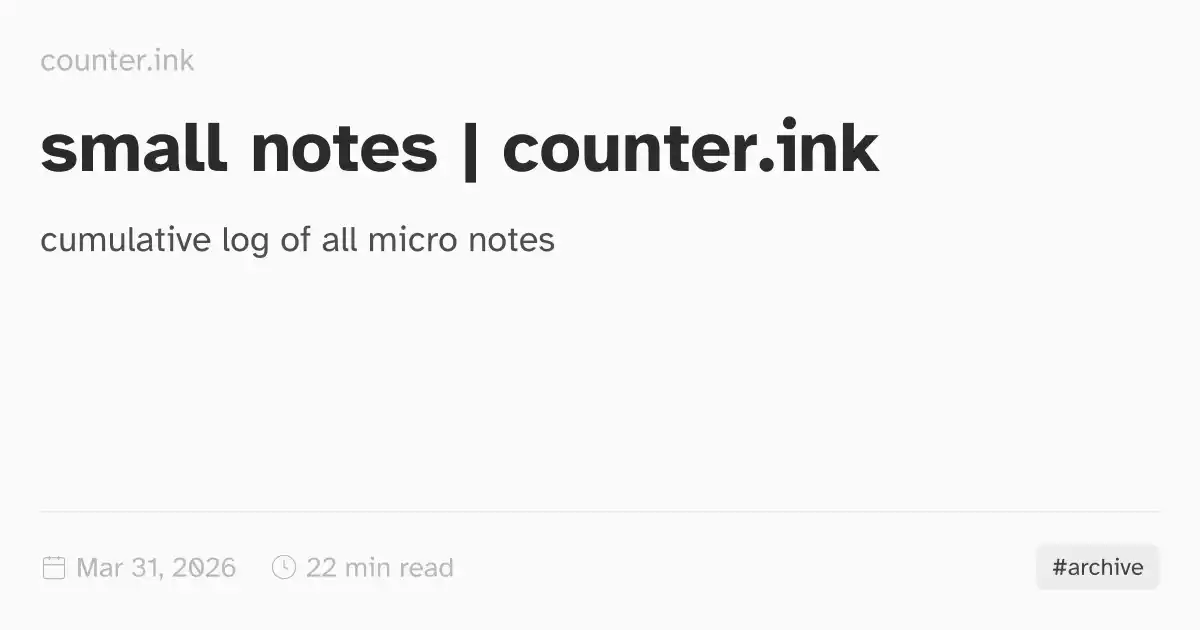 counter.ink
small notes | counter.ink
cumulative log of all micro notes
Mar 31, 2026
22 min read
#archive